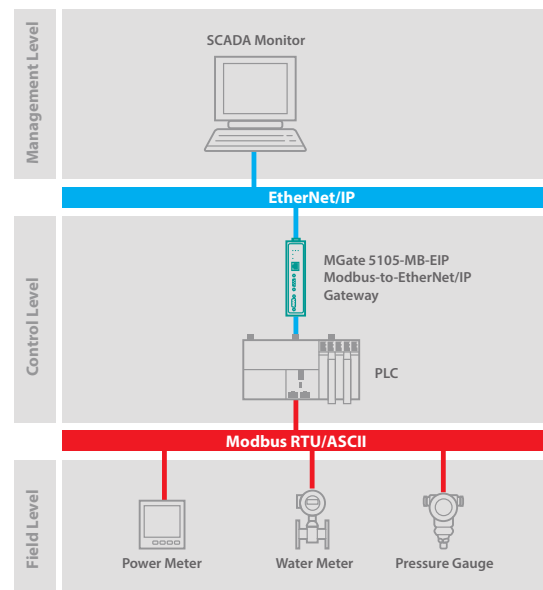 Management Level
SCADA Monitor
EtherNet/IP
Control Level
MGate 5105-MB-EIP
Modbus-to-EtherNet/IP
Gateway
PLC
Modbus RTU/ASCII
Field Level
Power Meter
Water Meter
Pressure Gauge